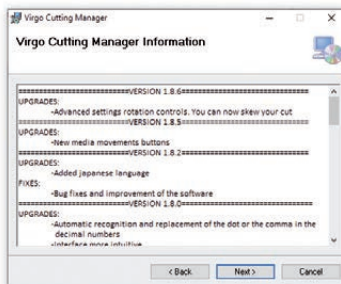 Virgo Cutting Manager
Virgo Cutting Manager Information
======================VERSION 1.8.6======================
UPGRADES:
-Advanced settings rotation controls. You can now skew your cut
======================VERSION 1.8.5======================
UPGRADES:
-New media movements buttons
======================VERSION 1.8.2======================
UPGRADES:
-Added japanese language
FIXES:
-Bug fixes and improvement of the software
======================VERSION 1.8.0======================
UPGRADES:
-Automatic recognition and replacement of the dot or the comma in the
decimal numbers
-Interface more intuitive
< Back
Next >
Cancel